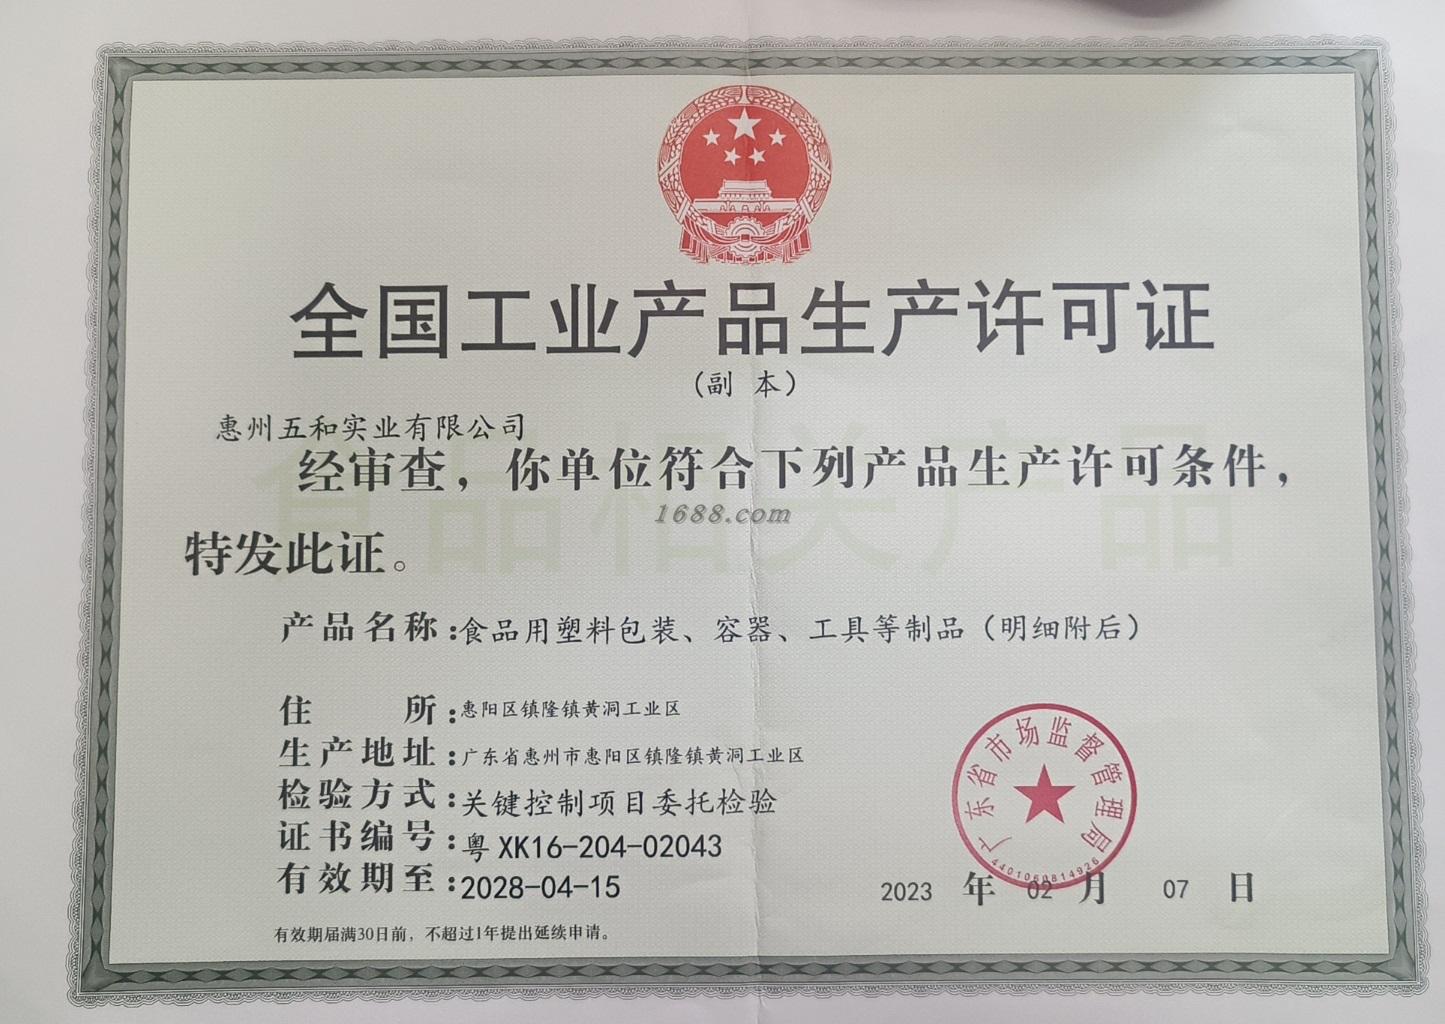 全国工业产品生产许可证
（副 本）
惠州五和实业有限公司
经审查，你单位符合下列产品生产许可条件，
食品相关产品
1688.com
特发此证。
产品名称：食品用塑料包装、容器、工具等制品（明细附后）
住 所：惠阳区镇隆镇黄洞工业区
生产地址：广东省惠州市惠阳区镇隆镇黄洞工业区
检验方式：关键控制项目委托检验
证书编号：粤 XK16-204-02043
有效期至：2028-04-15
广东省市场监督管理局
4401060814926
2023 年 02 月 07 日
有效期届满30日前，不超过1年提出延续申请。